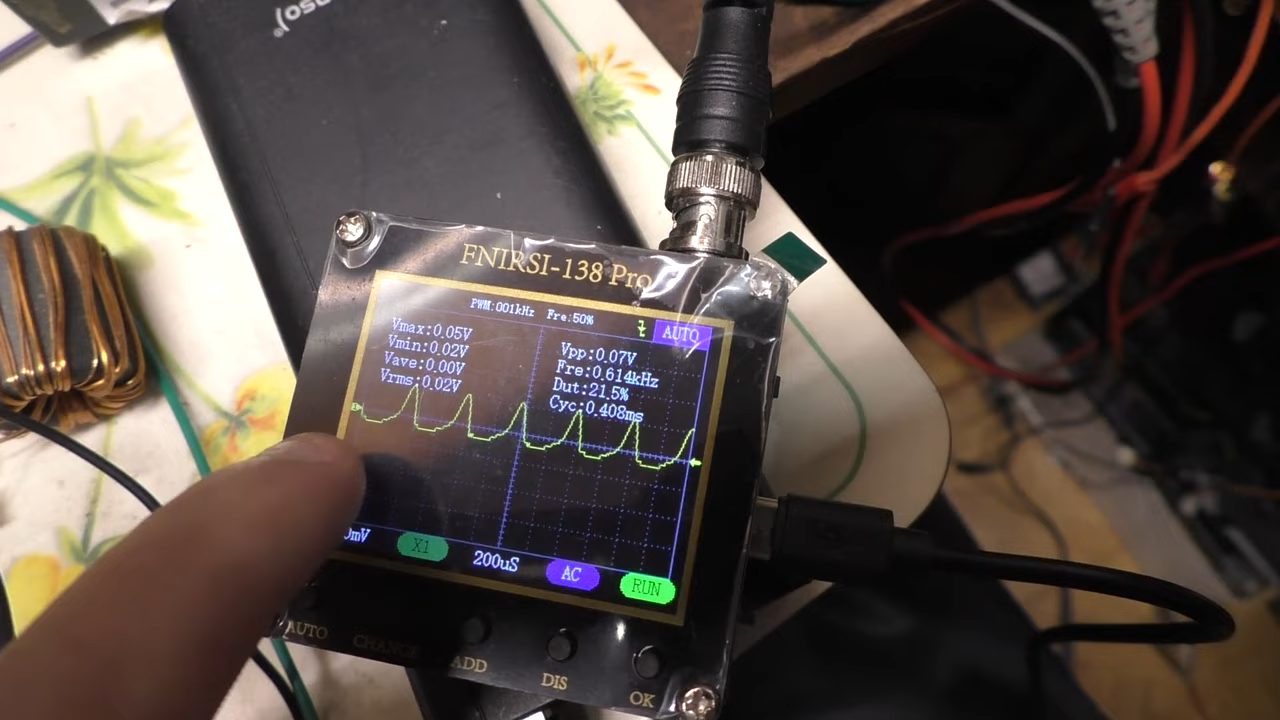 FNIRSI-138 Pro
PWM:001kHz Fre:50%
AUTO
Vmax:0.05V
Vmin:0.02V
Vave:0.00V
Vrms:0.02V
Vpp:0.07V
Fre:0.614kHz
Dut:21.5%
Cyc:0.408ms
X1
200uS
AC
RUN
AUTO
CHANGE
ADD
DIS
OK